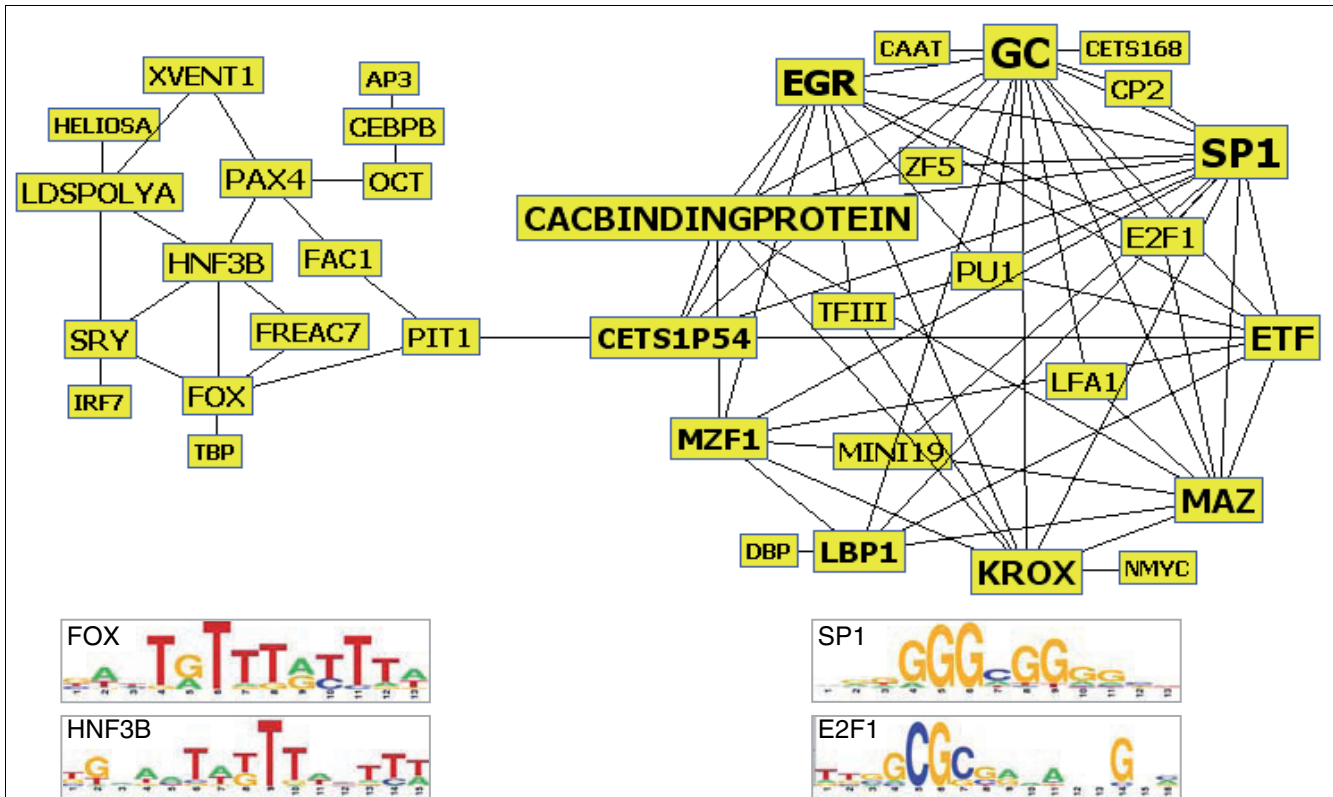 XVENT1
AP3
HELIOSA
CEBPB
LDSPOLYA
PAX4
OCT
HNF3B
FAC1
SRY
FREAC7
PIT1
IRF7
FOX
TBP
CAAT
GC
CETS168
EGR
CP2
SP1
ZF5
CACBINDINGPROTEIN
E2F1
PU1
TFIII
CETS1P54
ETF
LFA1
MZF1
MINI19
MAZ
DBP
LBP1
KROX
NMYC
FOX
HNF3B
SP1
E2F1